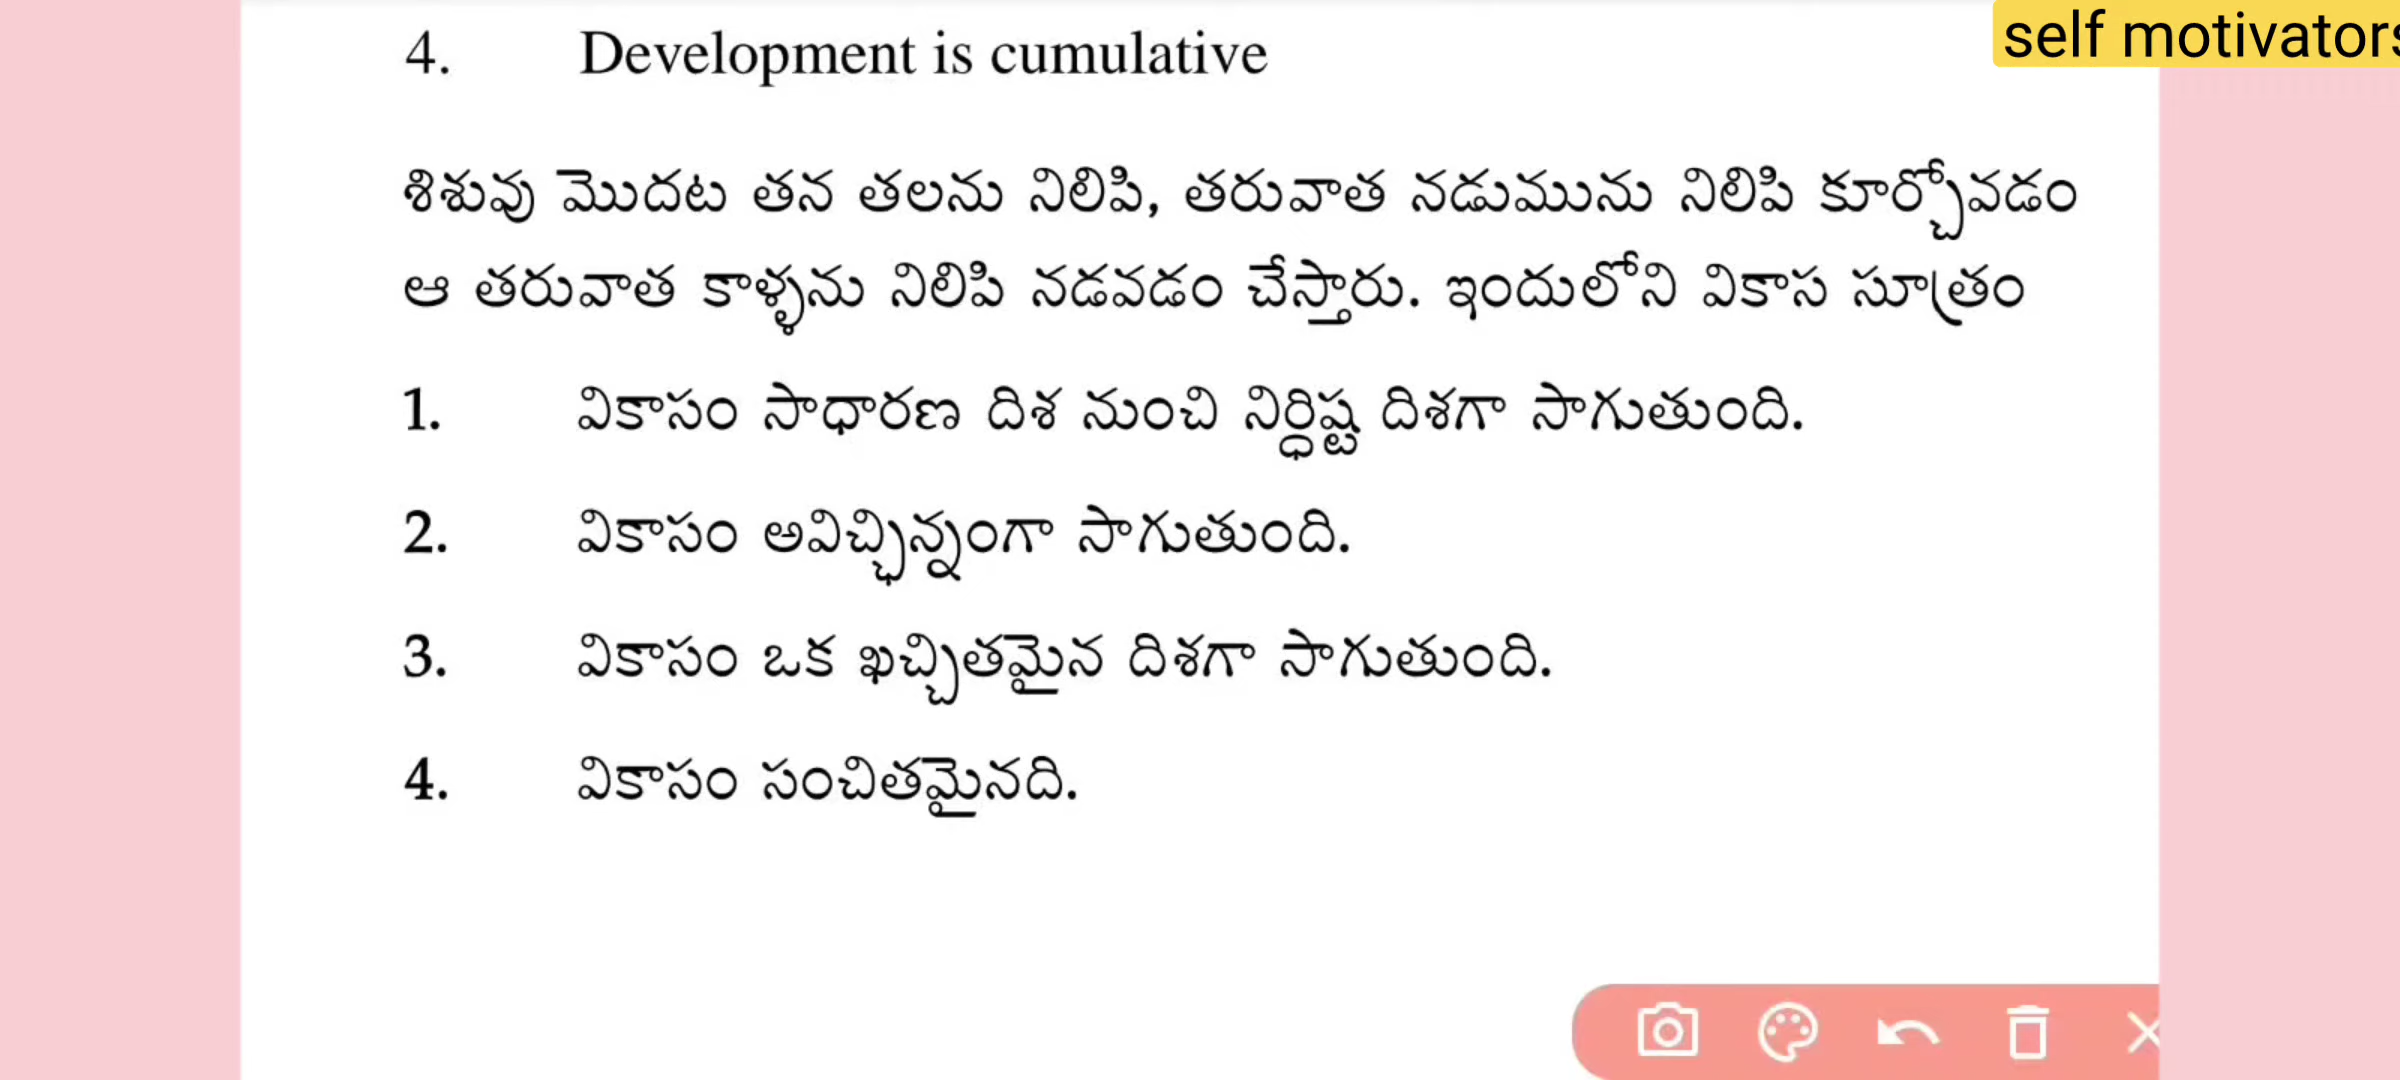 self motivators
4. Development is cumulative
శిశువు మొదట తన తలను నిలిపి, తరువాత నడుమును నిలిపి కూర్చోవడం
ఆ తరువాత కాళ్ళను నిలిపి నడవడం చేస్తారు. ఇందులోని వికాస సూత్రం
1. వికాసం సాధారణ దిశ నుంచి నిర్ధిష్ట దిశగా సాగుతుంది.
2. వికాసం అవిచ్ఛిన్నంగా సాగుతుంది.
3. వికాసం ఒక ఖచ్చితమైన దిశగా సాగుతుంది.
4. వికాసం సంచితమైనది.